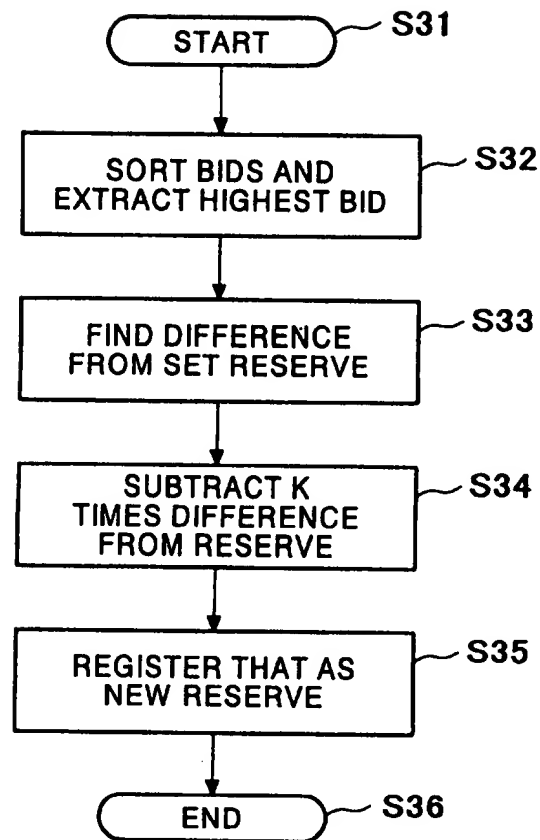 START
S31
SORT BIDS AND
EXTRACT HIGHEST BID
S32
FIND DIFFERENCE
FROM SET RESERVE
S33
SUBTRACT K
TIMES DIFFERENCE
FROM RESERVE
S34
REGISTER THAT AS
NEW RESERVE
S35
END
S36